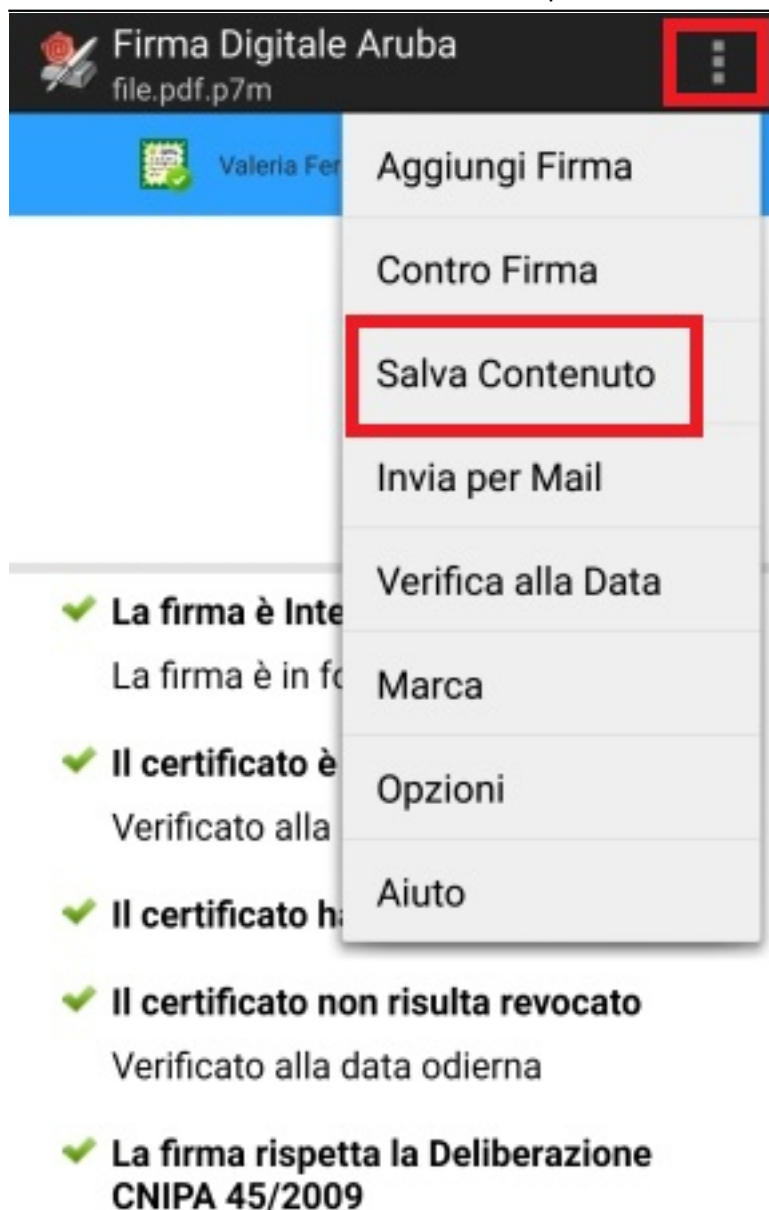 Firma Digitale Aruba
file.pdf.p7m
Valeria Fer
Aggiungi Firma
Contro Firma
Salva Contenuto
Invia per Mail
Verifica alla Data
Marca
Opzioni
Aiuto
La firma è Inte
La firma è in fo
Il certificato è
Verificato alla
Il certificato ha
Il certificato non risulta revocato
Verificato alla data odierna
La firma rispetta la Deliberazione
CNIPA 45/2009